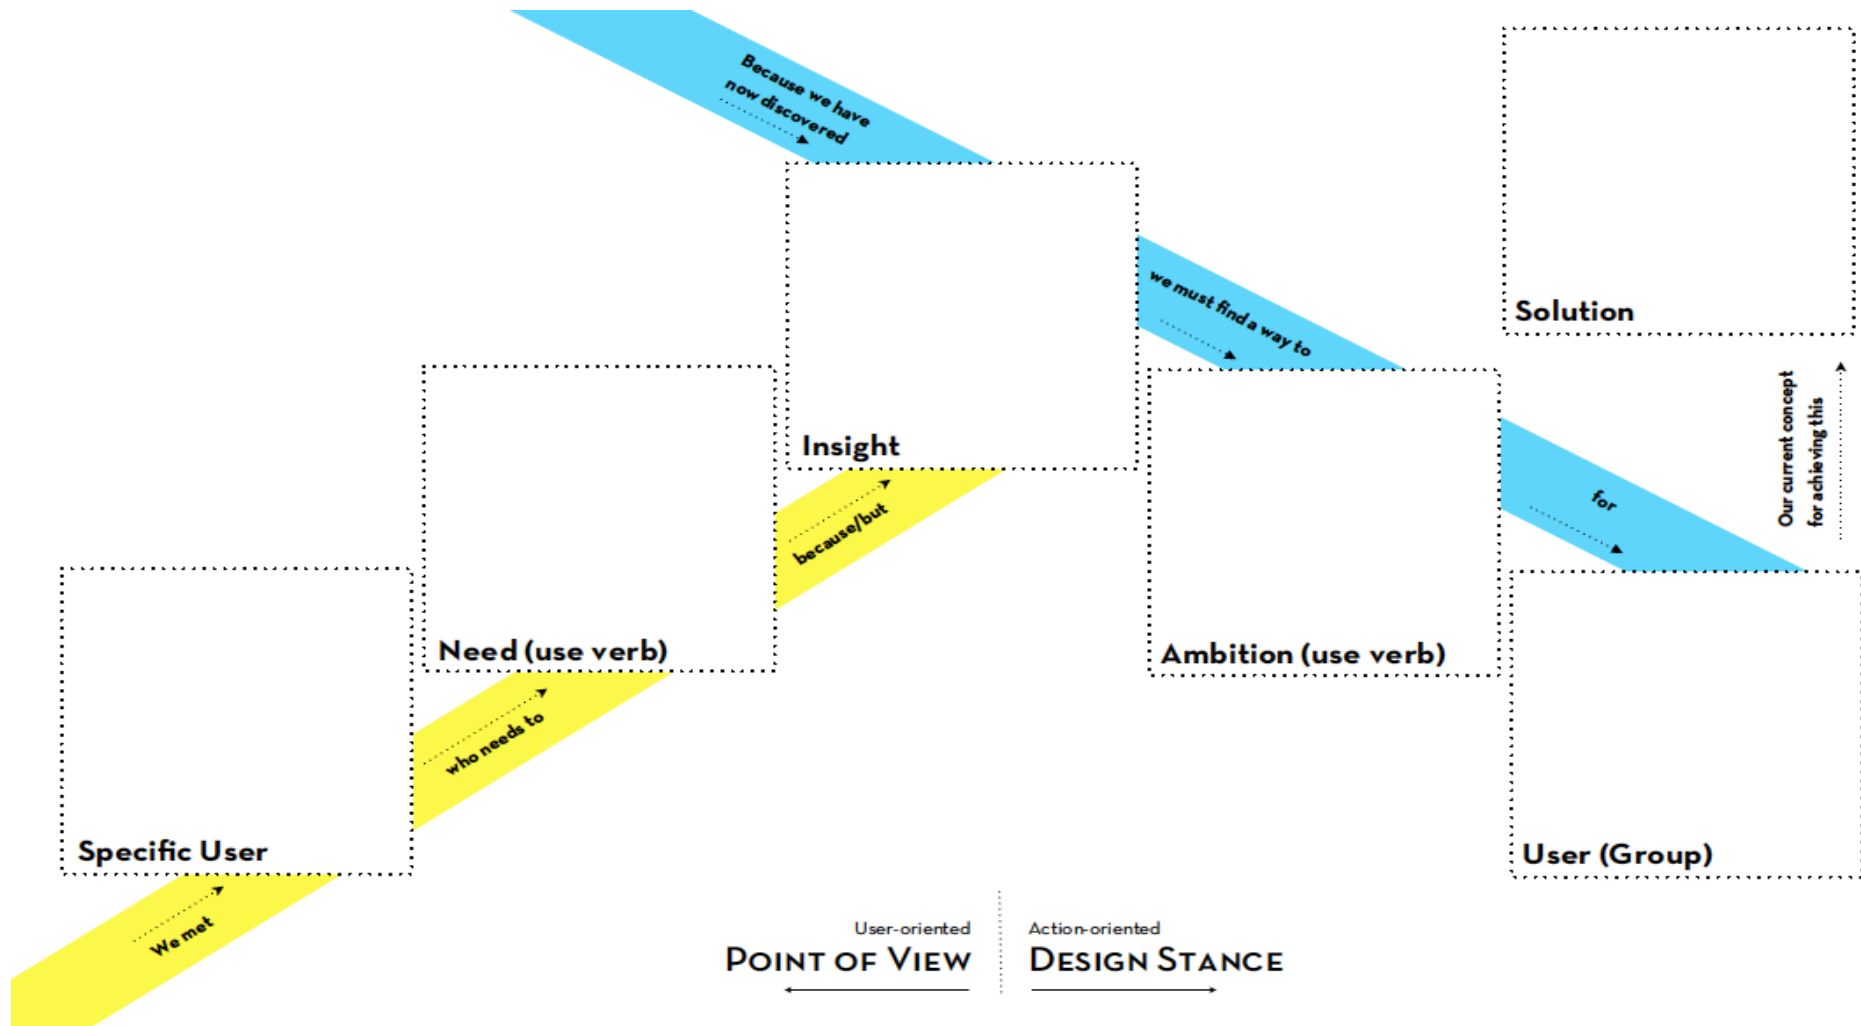 Because we have
now discovered
Solution
we must find a way to
Our current concept
for achieving this
Insight
because/but
for
Need (use verb)
Ambition (use verb)
who needs to
Specific User
User (Group)
We met
User-oriented
POINT OF VIEW
Action-oriented
DESIGN STANCE